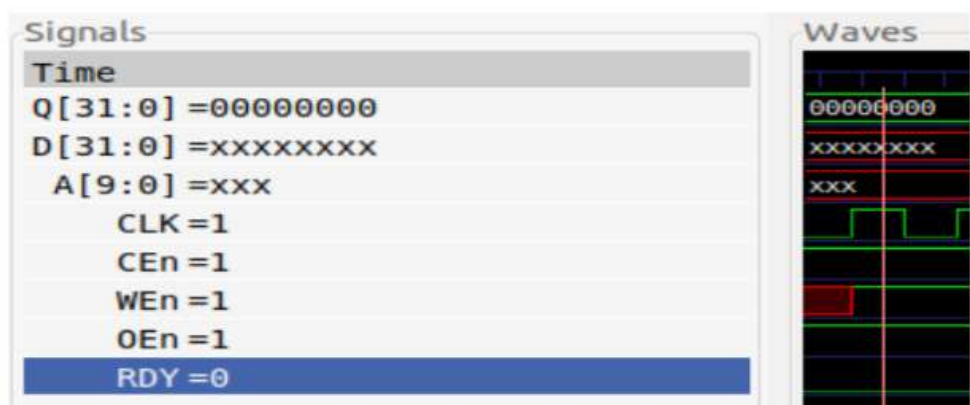 Signals
Waves
Time
Q[31:0]=00000000
00000000
D[31:0]=xxxxxxxx
xxxxxxxx
A[9:0]=xxx
xxx
CLK=1
CEn=1
WEn=1
OEn=1
RDY=0